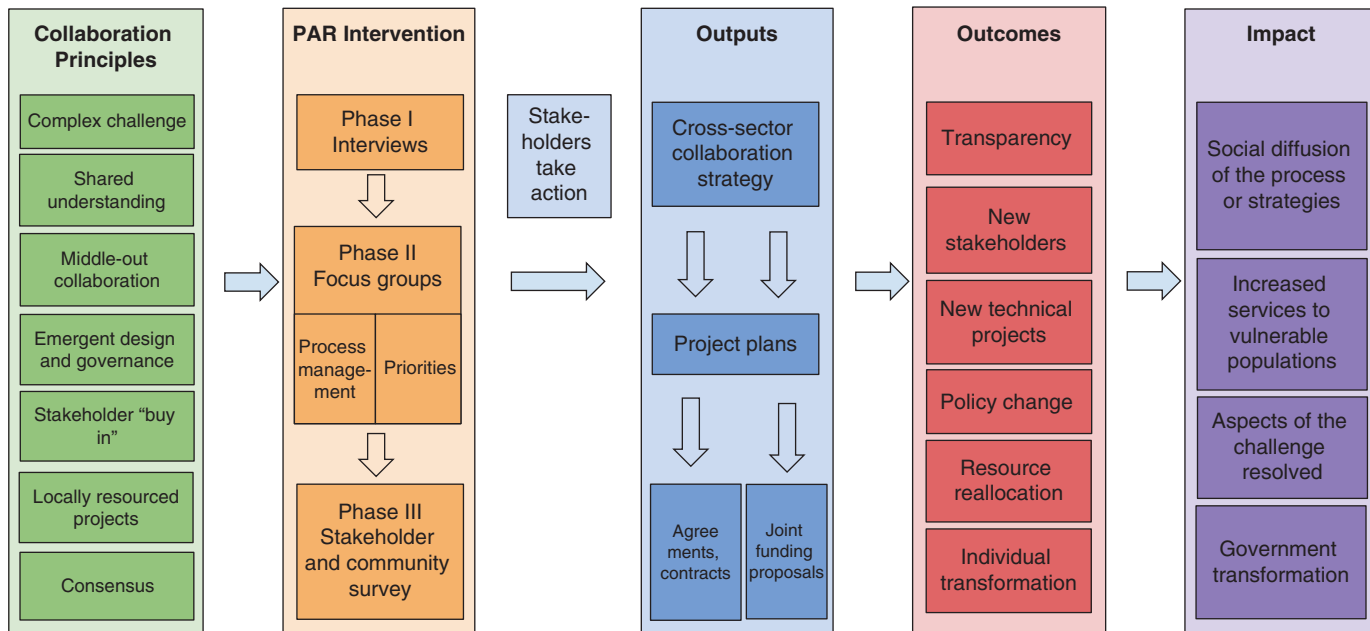 Collaboration
Principles
Complex challenge
Shared
understanding
Middle-out
collaboration
Emergent design
and governance
Stakeholder “buy
in”
Locally resourced
projects
Consensus
PAR Intervention
Phase I
Interviews
Phase II
Focus groups
Process
manage-
ment
Priorities
Phase III
Stakeholder
and community
survey
Stake-
holders
take
action
Outputs
Cross-sector
collaboration
strategy
Project plans
Agree
ments,
contracts
Joint
funding
proposals
Outcomes
Transparency
New
stakeholders
New technical
projects
Policy change
Resource
reallocation
Individual
transformation
Impact
Social diffusion
of the process
or strategies
Increased
services to
vulnerable
populations
Aspects of the
challenge
resolved
Government
transformation